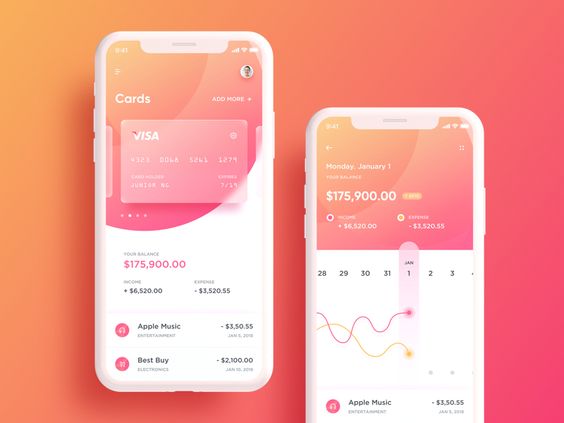 9:41
Cards
ADD MORE →
VISA
4323 0068 5261 1279
CARD HOLDER
EXPIRES
JUNIOR NG
7/19
YOUR BALANCE
$175,900.00
INCOME
EXPENSE
+ $6,520.00
- $3,520.55
Apple Music
- $3,50.55
ENTERTAINMENT
JAN 5, 2018
Best Buy
- $2,100.00
ELECTRONICS
JAN 10, 2018
9:41
Monday, January 1
YOUR BALANCE
$175,900.00
INCOME
EXPENSE
+ $6,520.00
- $3,520.55
JAN
28 29 30 31 1 2 3 4
Apple Music
- $3,50.55
ENTERTAINMENT
JAN 5, 2018